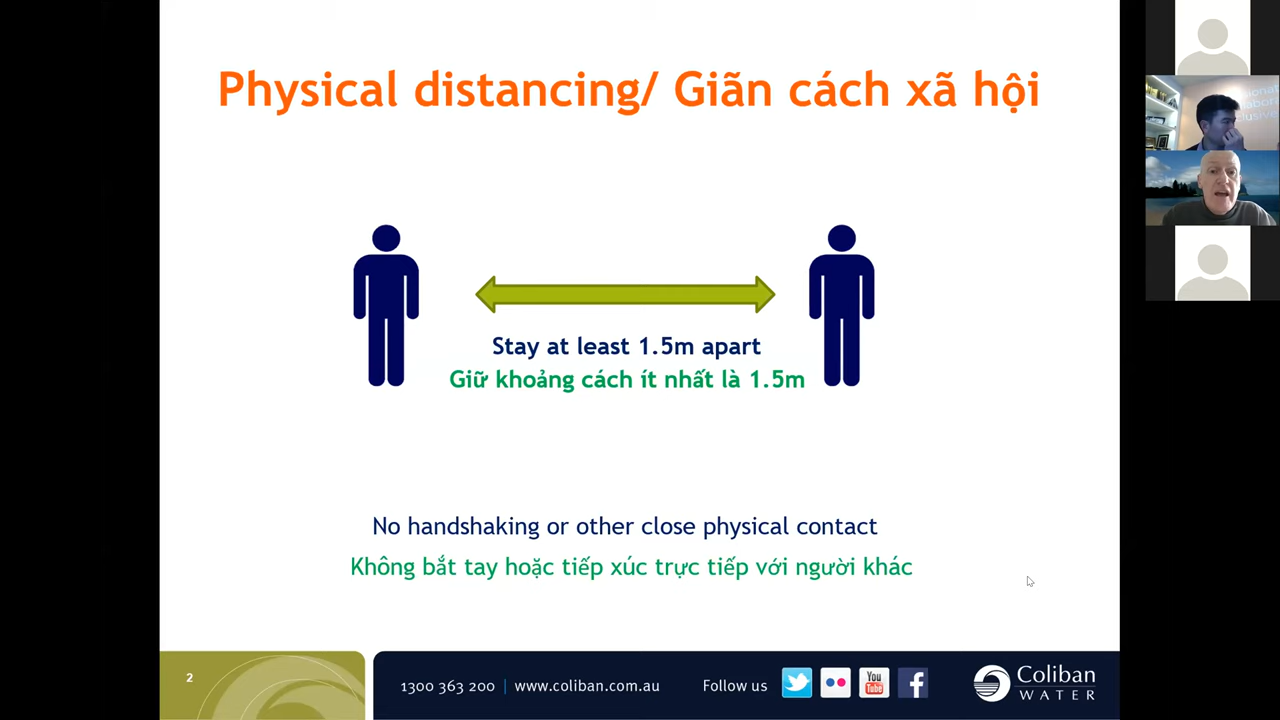 Physical distancing/ Giãn cách xã hội
Stay at least 1.5m apart
Giữ khoảng cách ít nhất là 1.5m
No handshaking or other close physical contact
Không bắt tay hoặc tiếp xúc trực tiếp với người khác
2
1300 363 200 | www.coliban.com.au
Follow us
You Tube
Coliban
WATER